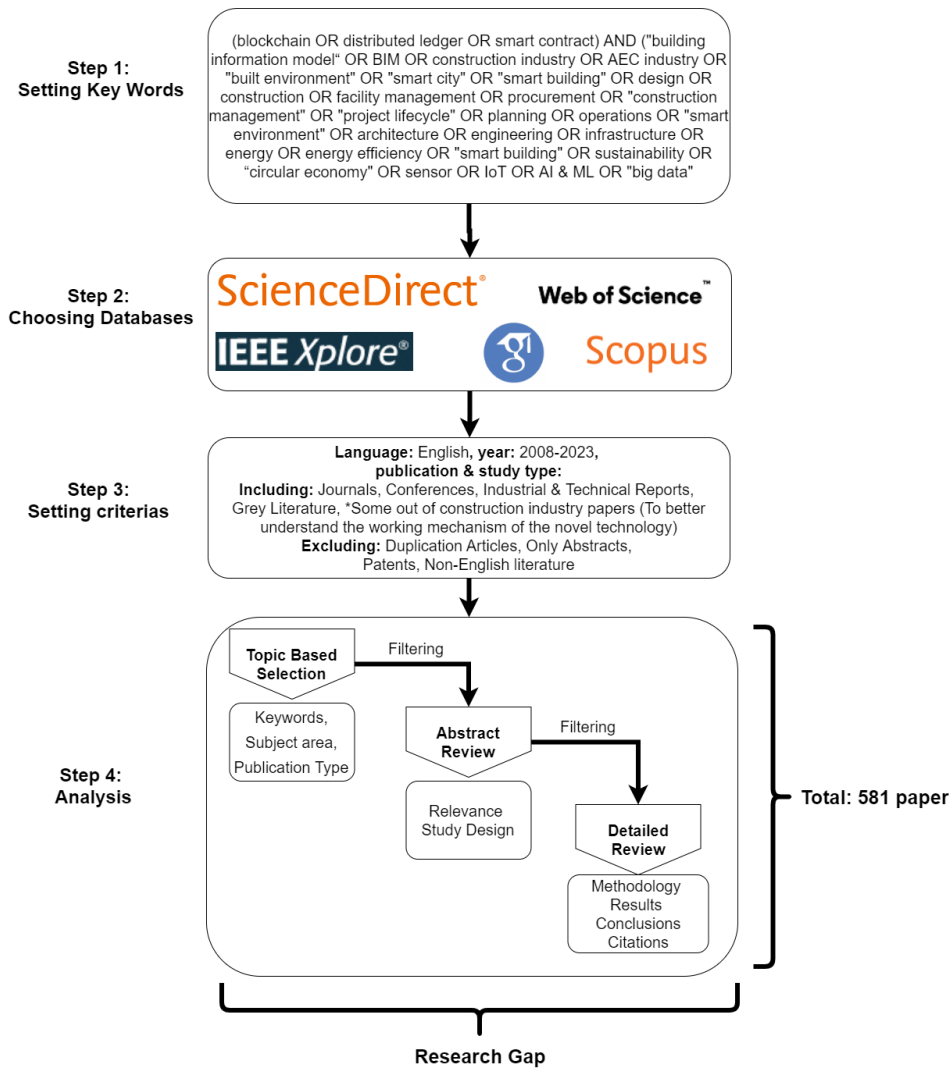 Step 1:
Setting Key Words
(blockchain OR distributed ledger OR smart contract) AND ("building
information model“ OR BIM OR construction industry OR AEC industry OR
"built environment" OR "smart city" OR "smart building" OR design OR
construction OR facility management OR procurement OR "construction
management" OR "project lifecycle" OR planning OR operations OR "smart
environment" OR architecture OR engineering OR infrastructure OR
energy OR energy efficiency OR "smart building" OR sustainability OR
“circular economy" OR sensor OR IoT OR AI & ML OR "big data"
Step 2:
Choosing Databases
ScienceDirect®
Web of Science™
IEEE Xplore®
g
Scopus
Step 3:
Setting criterias
Language: English, year: 2008-2023,
publication & study type:
Including: Journals, Conferences, Industrial & Technical Reports,
Grey Literature, *Some out of construction industry papers (To better
understand the working mechanism of the novel technology)
Excluding: Duplication Articles, Only Abstracts,
Patents, Non-English literature
Step 4:
Analysis
Topic Based
Selection
Filtering
Keywords,
Subject area,
Publication Type
Abstract
Review
Filtering
Relevance
Study Design
Detailed
Review
Methodology
Results
Conclusions
Citations
Total: 581 paper
Research Gap